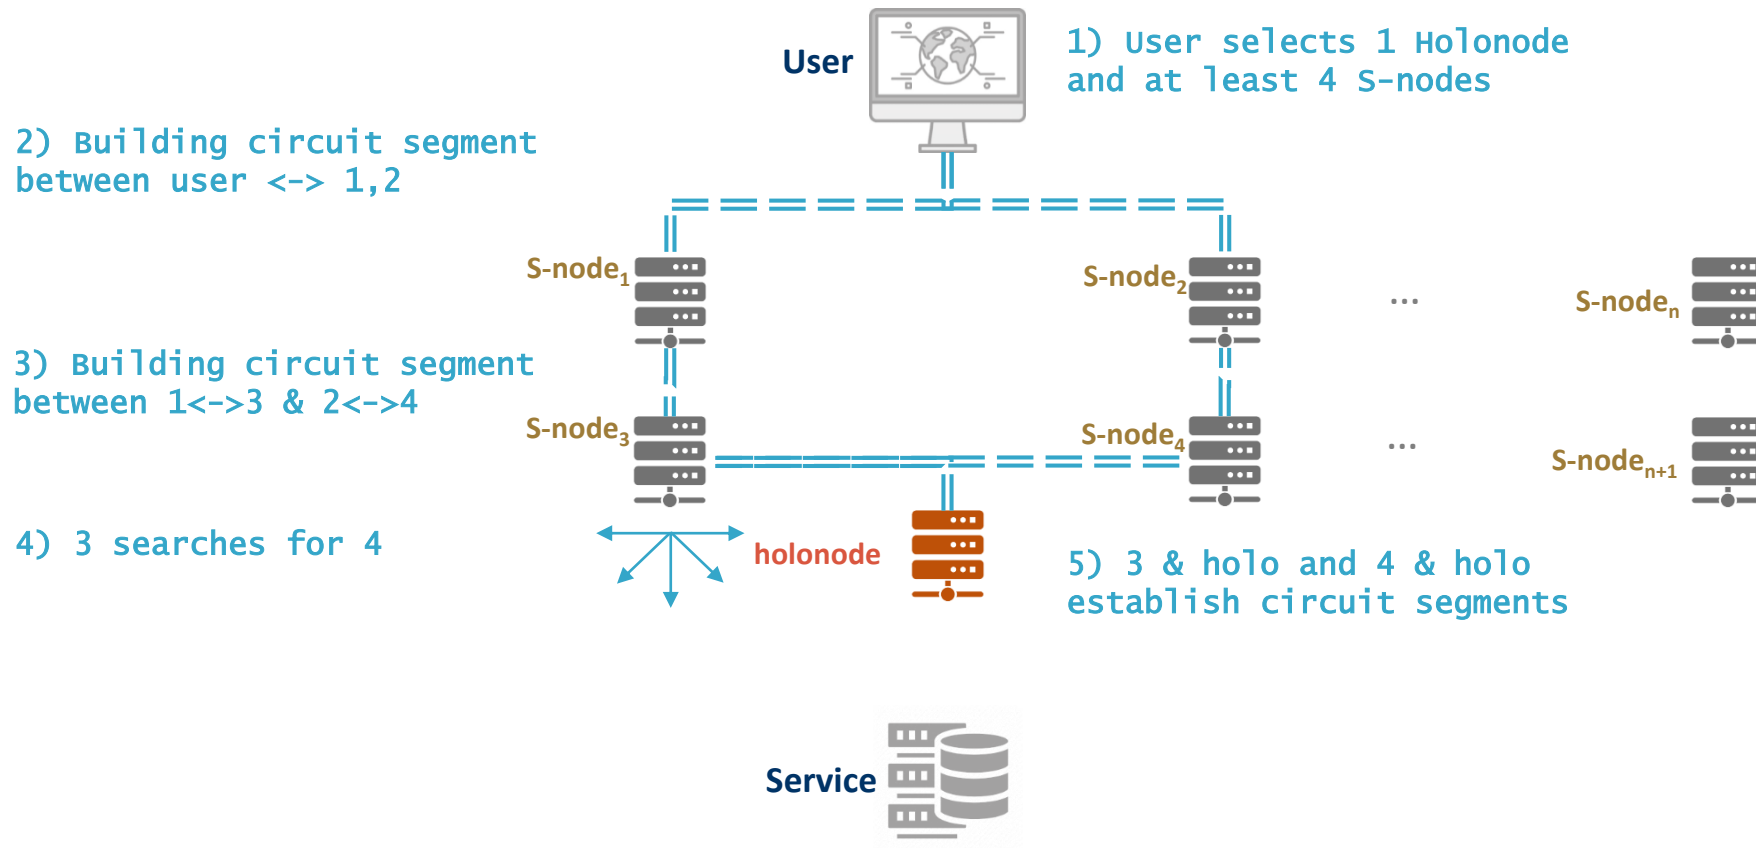 User
1) User selects 1 Holonode
and at least 4 S-nodes
2) Building circuit segment
between user <-> 1,2
S-node1
S-node2
...
S-noden
3) Building circuit segment
between 1<->3 & 2<->4
S-node3
S-node4
...
S-noden+1
4) 3 searches for 4
holonode
5) 3 & holo and 4 & holo
establish circuit segments
Service